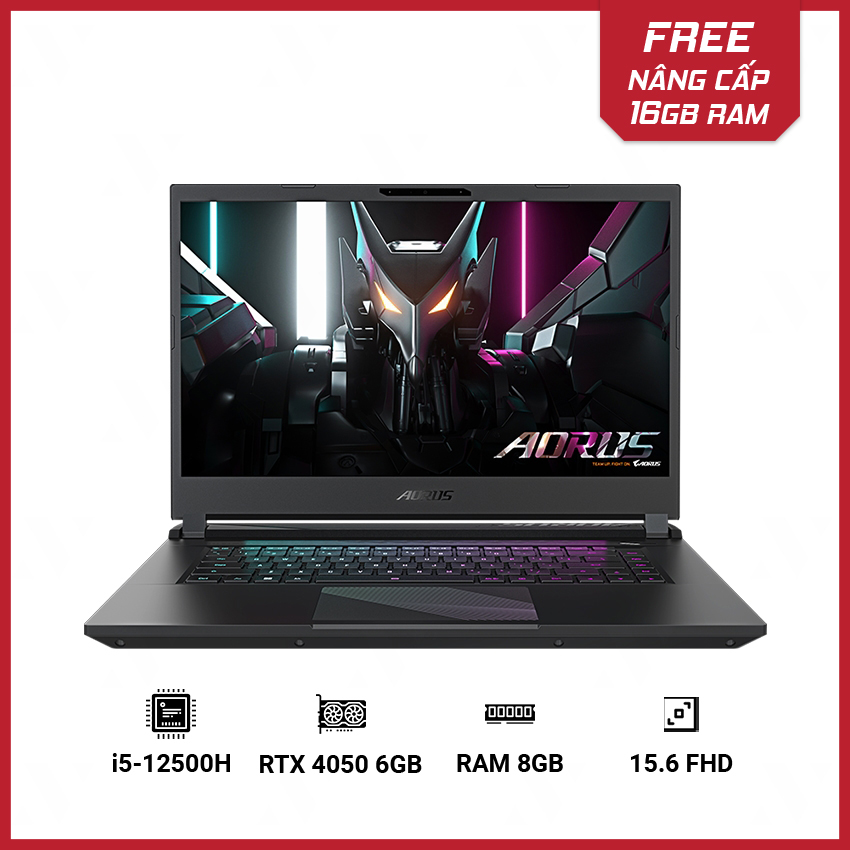 FREE
NÂNG CẤP
16GB RAM
AORUS
TEAM UP. FIGHT ON. AORUS
AORUS
i5-12500H
RTX 4050 6GB
RAM 8GB
15.6 FHD